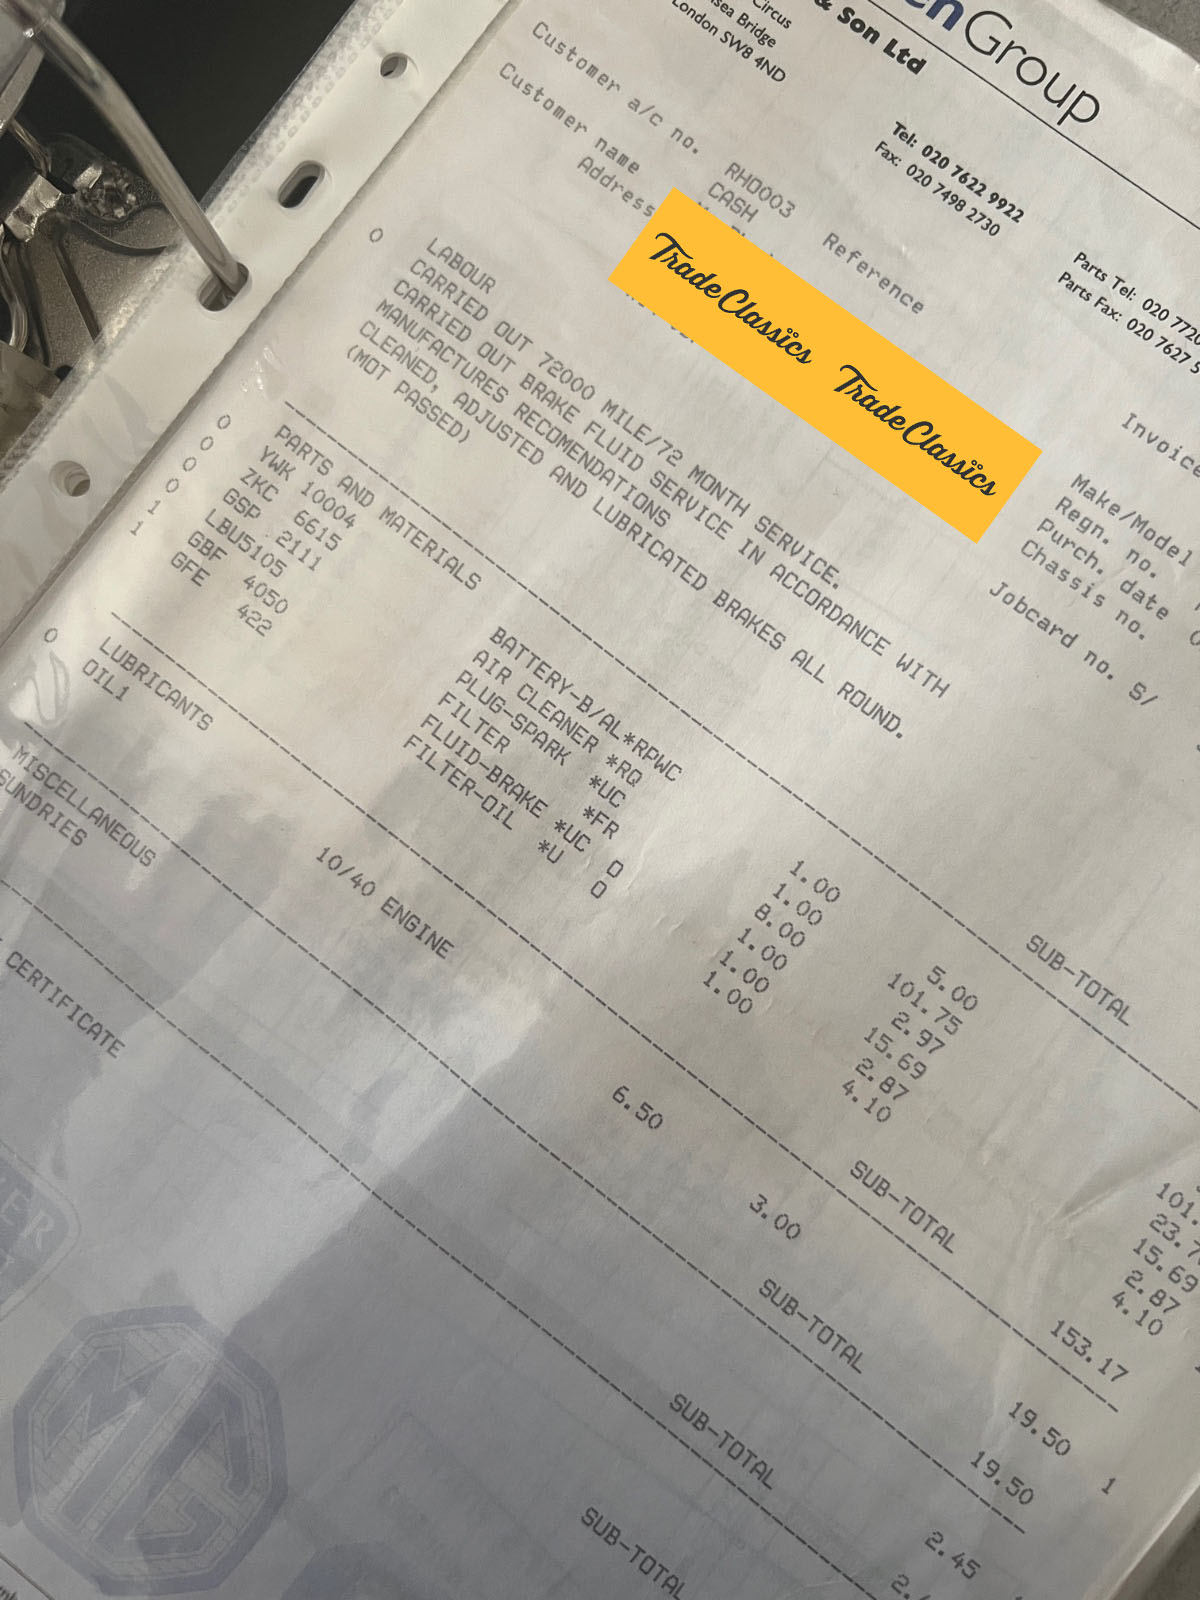 enGroup
& Son Ltd
Circus
sea Bridge
London SW8 4ND
Tel: 020 7622 9922
Fax: 020 7498 2730
Parts Tel: 020 7720
Parts Fax: 020 7627 5
Customer a/c no. RHD003 Reference
Customer name CASH
Address
TradeClassics TradeClassics
Invoice
Make/Model
Regn. no.
Purch. date
Chassis no.
Jobcard no. S/
0 LABOUR
CARRIED OUT 72000 MILE/72 MONTH SERVICE.
CARRIED OUT BRAKE FLUID SERVICE IN ACCORDANCE WITH
MANUFACTURES RECOMENDATIONS
CLEANED, ADJUSTED AND LUBRICATED BRAKES ALL ROUND.
(MOT PASSED)
SUB-TOTAL
PARTS AND MATERIALS
0 YWK 10004 BATTERY-B/AL*RPWC 1.00 5.00
0 ZKC 6615 AIR CLEANER *RQ 1.00 101.75 101.
0 GSP 2111 PLUG-SPARK *UC 8.00 2.97 23.7
0 LBU5105 FILTER *FR 1.00 15.69 15.69
1 GBF 4050 FLUID-BRAKE *UC 0 1.00 2.87 2.87
1 GFE 422 FILTER-OIL *U 0 1.00 4.10 4.10
SUB-TOTAL 153.17
LUBRICANTS
0 OIL1 10/40 ENGINE 6.50 3.00 19.50 1
SUB-TOTAL 19.50
MISCELLANEOUS
SUNDRIES 2.45
SUB-TOTAL 2.
CERTIFICATE
SUB-TOTAL
MG